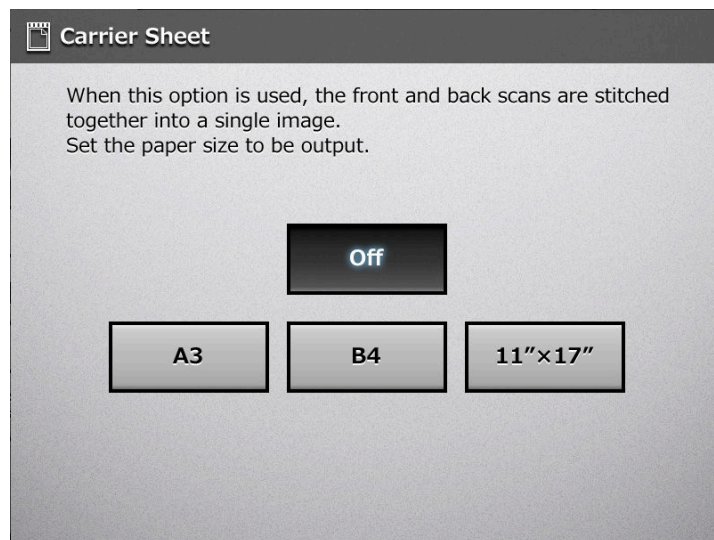 Carrier Sheet
When this option is used, the front and back scans are stitched
together into a single image.
Set the paper size to be output.
Off
A3 B4 11″×17″